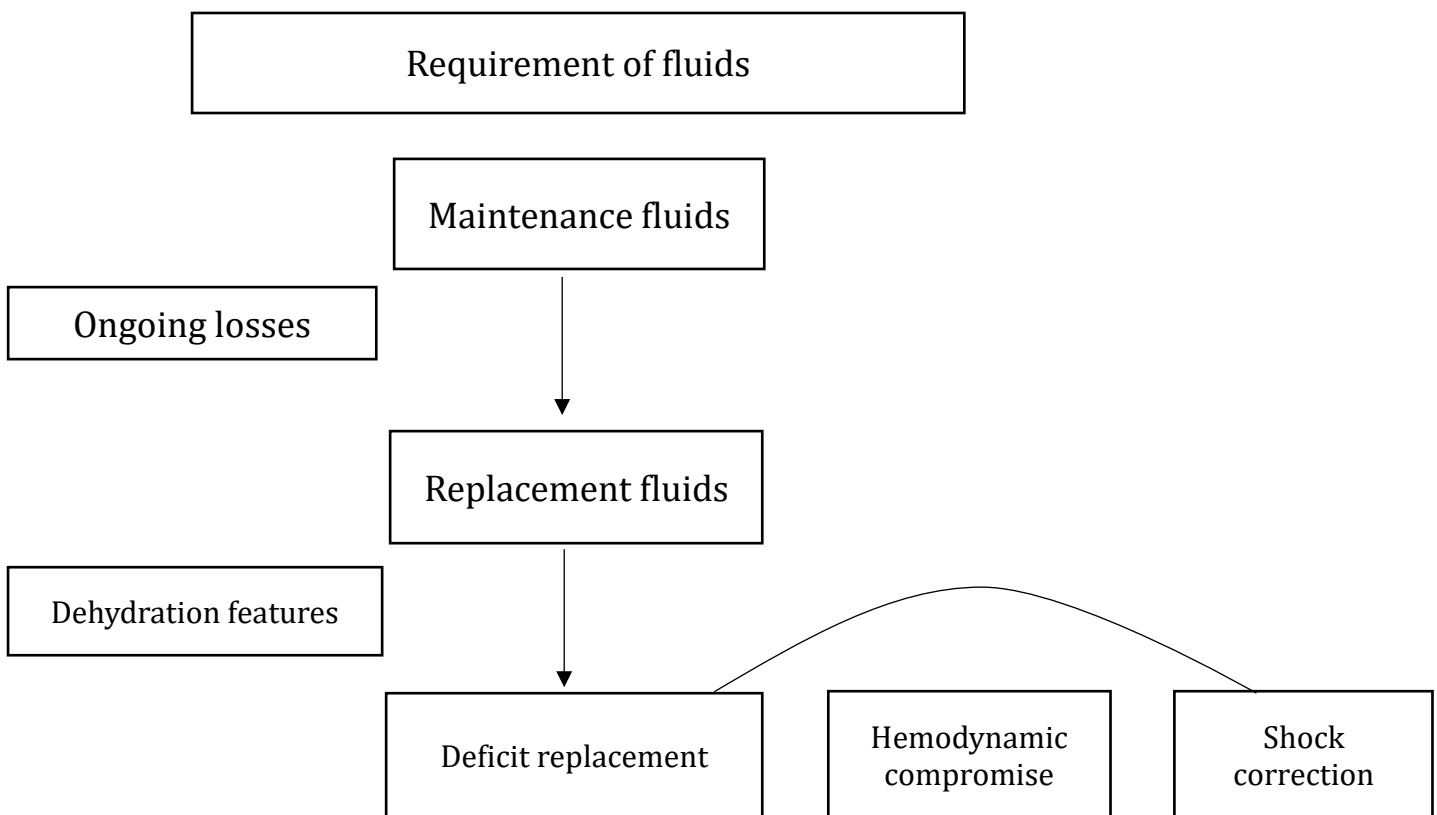 Requirement of fluids
Maintenance fluids
Ongoing losses
Replacement fluids
Dehydration features
Deficit replacement
Hemodynamic
compromise
Shock
correction